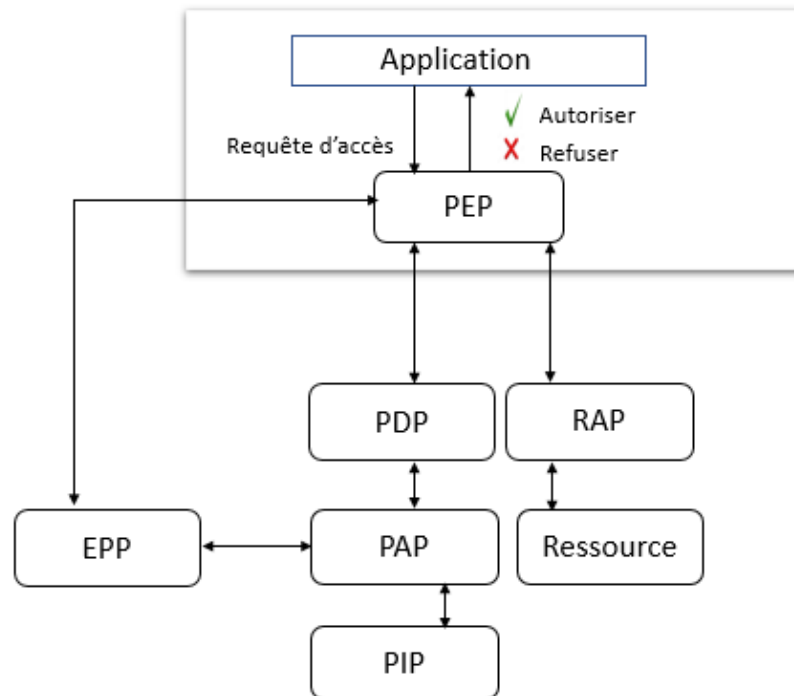 Application
Requête d’accès
Autoriser
Refuser
PEP
PDP
RAP
EPP
PAP
Ressource
PIP